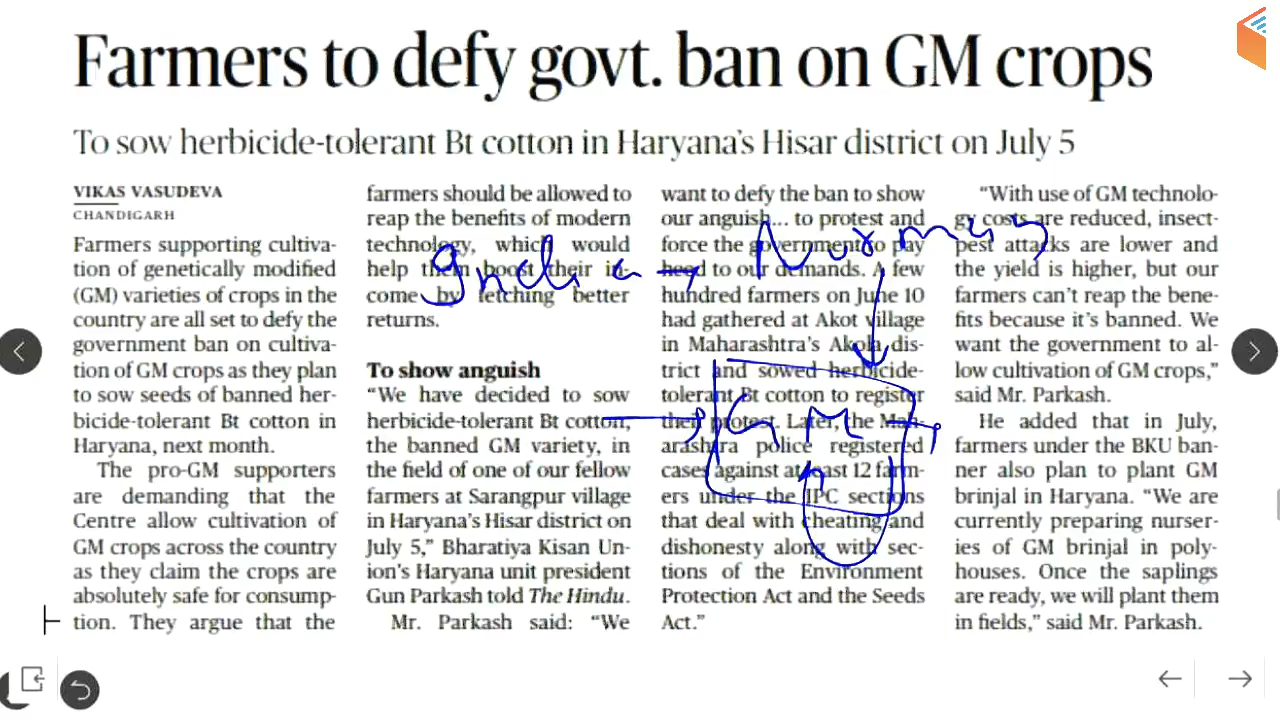 Farmers to defy govt. ban on GM crops
To sow herbicide-tolerant Bt cotton in Haryana's Hisar district on July 5
VIKAS VASUDEVA
CHANDIGARH
Farmers supporting cultiva-
tion of genetically modified
(GM) varieties of crops in the
country are all set to defy the
government ban on cultiva-
tion of GM crops as they plan
to sow seeds of banned her-
bicide-tolerant Bt cotton in
Haryana, next month.
The pro-GM supporters
are demanding that the
Centre allow cultivation of
GM crops across the country
as they claim the crops are
absolutely safe for consump-
tion. They argue that the
farmers should be allowed to
reap the benefits of modern
technology, which would
help them boost their in-
come by fetching better
returns.
To show anguish
“We have decided to sow
herbicide-tolerant Bt cotton,
the banned GM variety, in
the field of one of our fellow
farmers at Sarangpur village
in Haryana's Hisar district on
July 5,” Bharatiya Kisan Un-
ion's Haryana unit president
Gun Parkash told The Hindu.
Mr. Parkash said: “We
want to defy the ban to show
our anguish... to protest and
force the government to pay
heed to our demands. A few
hundred farmers on June 10
had gathered at Akot village
in Maharashtra's Akola dis-
trict and sowed herbicide-
tolerant Bt cotton to register
their protest. Later, the Mah-
arashtra police registered
cases against at least 12 farm-
ers under the IPC sections
that deal with cheating and
dishonesty along with sec-
tions of the Environment
Protection Act and the Seeds
Act.”
“With use of GM technolo-
gy costs are reduced, insect-
pest attacks are lower and
the yield is higher, but our
farmers can't reap the bene-
fits because it's banned. We
want the government to al-
low cultivation of GM crops,”
said Mr. Parkash.
He added that in July,
farmers under the BKU ban-
ner also plan to plant GM
brinjal in Haryana. “We are
currently preparing nurser-
ies of GM brinjal in poly-
houses. Once the saplings
are ready, we will plant them
in fields,” said Mr. Parkash.
India → Norman
GM